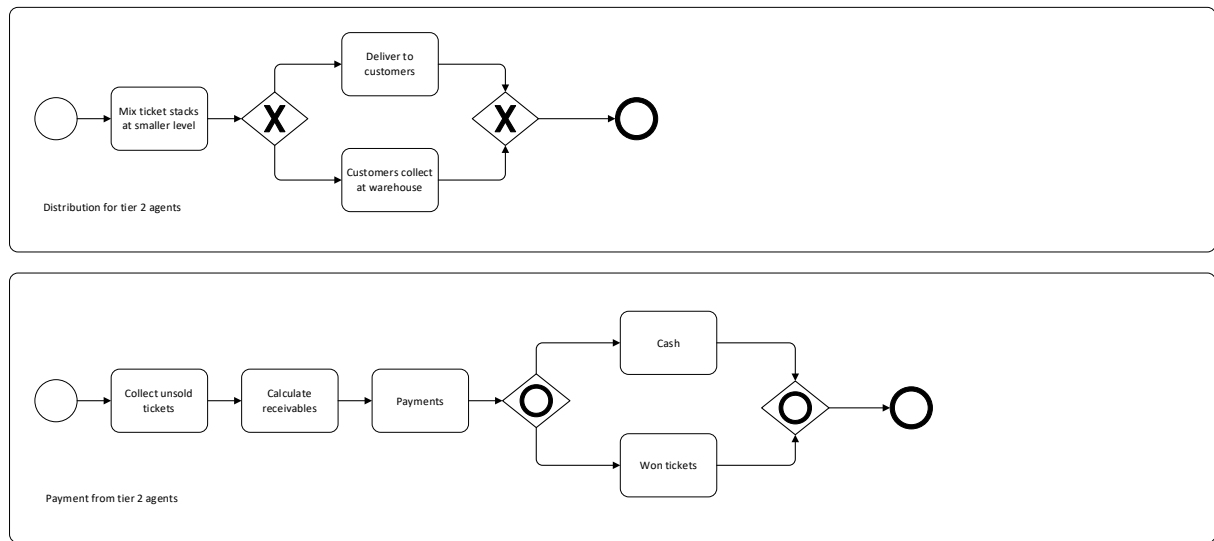 Deliver to
customers
Mix ticket stacks
at smaller level
X
X
Customers collect
at warehouse
Distribution for tier 2 agents
Cash
Collect unsold
tickets
Calculate
receivables
Payments
Won tickets
Payment from tier 2 agents